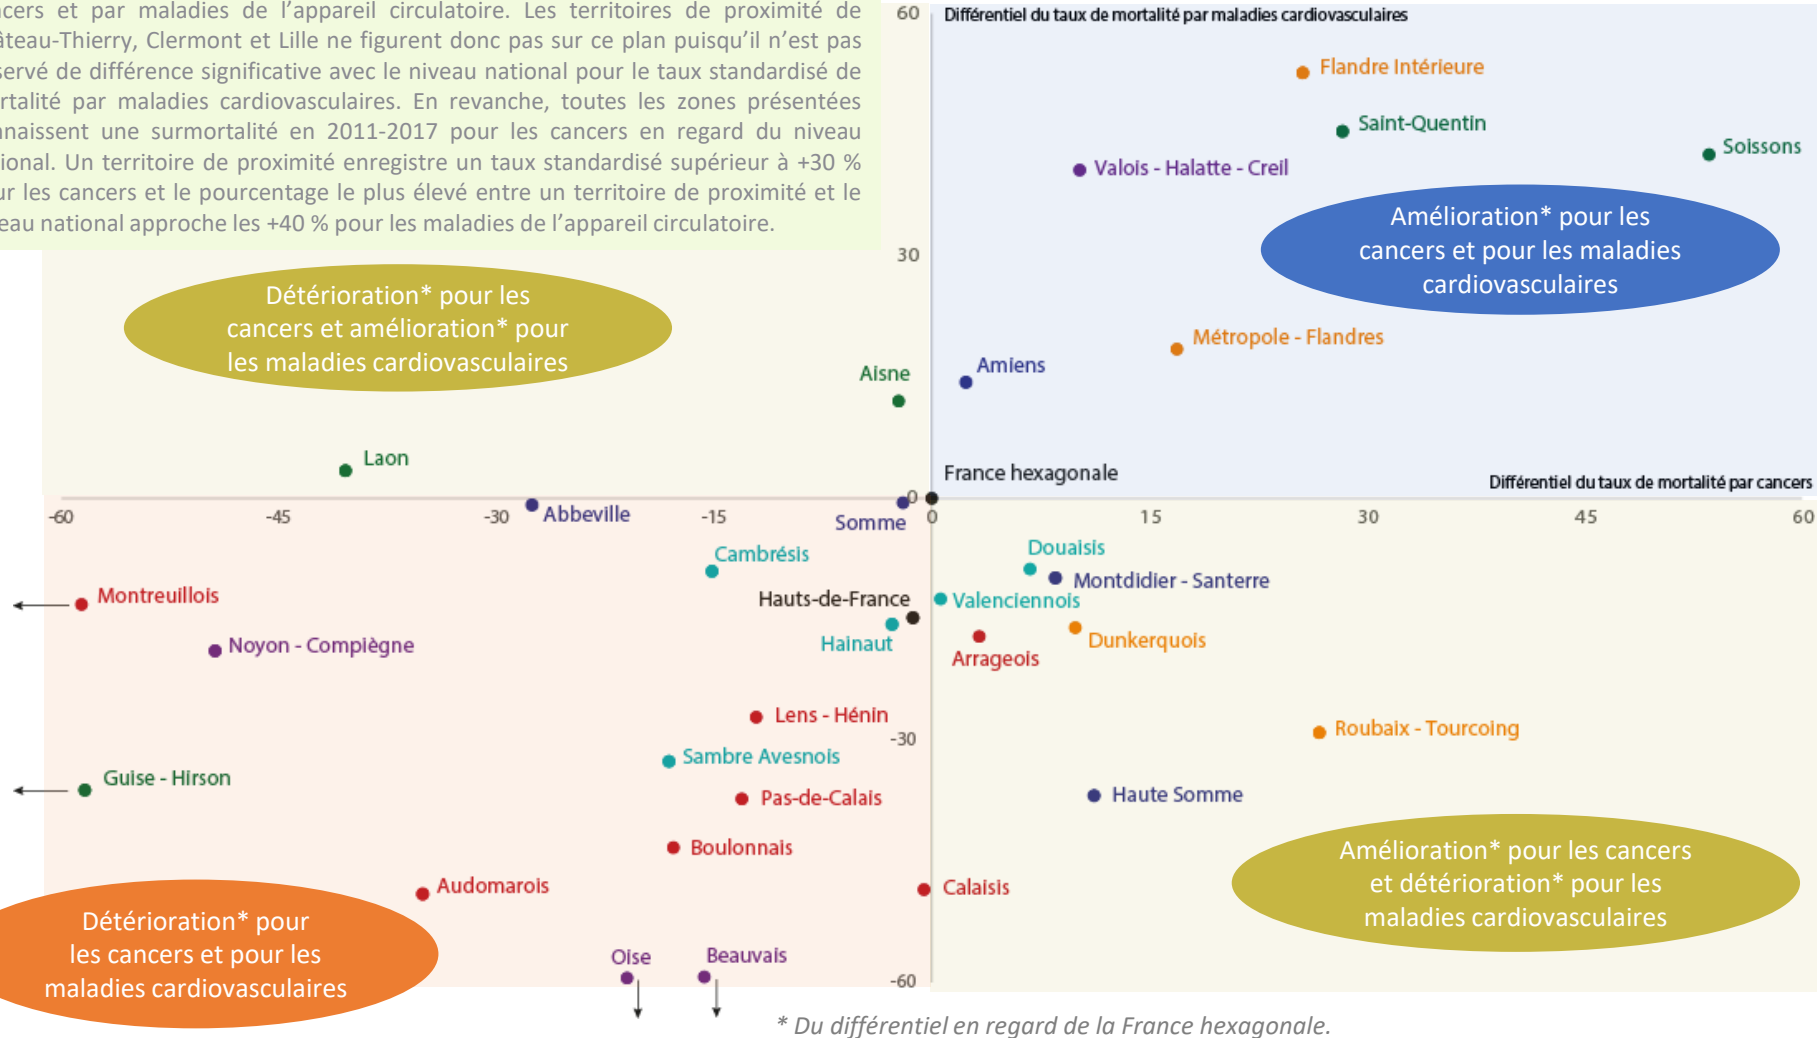 et par maladies de l’appareil circulatoire. Les territoires de proximité de
Clermont et Lille ne figurent donc pas sur ce plan puisqu’il n’est pas
de différence significative avec le niveau national pour le taux standardisé de
par maladies cardiovasculaires. En revanche, toutes les zones présentées
une surmortalité en 2011-2017 pour les cancers en regard du niveau
Un territoire de proximité enregistre un taux standardisé supérieur à +30 %
les cancers et le pourcentage le plus élevé entre un territoire de proximité et le
national approche les +40 % pour les maladies de l’appareil circulatoire.
60
Différentiel du taux de mortalité par maladies cardiovasculaires
Flandre Intérieure
Saint-Quentin
Soissons
Valois - Halatte - Creil
Amélioration* pour les
cancers et pour les maladies
cardiovasculaires
30
Détérioration* pour les
cancers et amélioration* pour
les maladies cardiovasculaires
Métropole - Flandres
Amiens
Aisne
Laon
France hexagonale
Différentiel du taux de mortalité par cancers
0
-60
-45
-30
-15
0
15
30
45
60
Abbeville
Somme
Cambrésis
Douaisis
Montdidier - Santerre
Montreuillois
Hauts-de-France
Valenciennois
Noyon - Compiègne
Hainaut
Arrageois
Dunkerquois
Lens - Hénin
-30
Roubaix - Tourcoing
Sambre Avesnois
Guise - Hirson
Pas-de-Calais
Haute Somme
Boulonnais
Audomarois
Calaisis
Amélioration* pour les cancers
et détérioration* pour les
maladies cardiovasculaires
Détérioration* pour
les cancers et pour les
maladies cardiovasculaires
Oise
Beauvais
-60
* Du différentiel en regard de la France hexagonale.